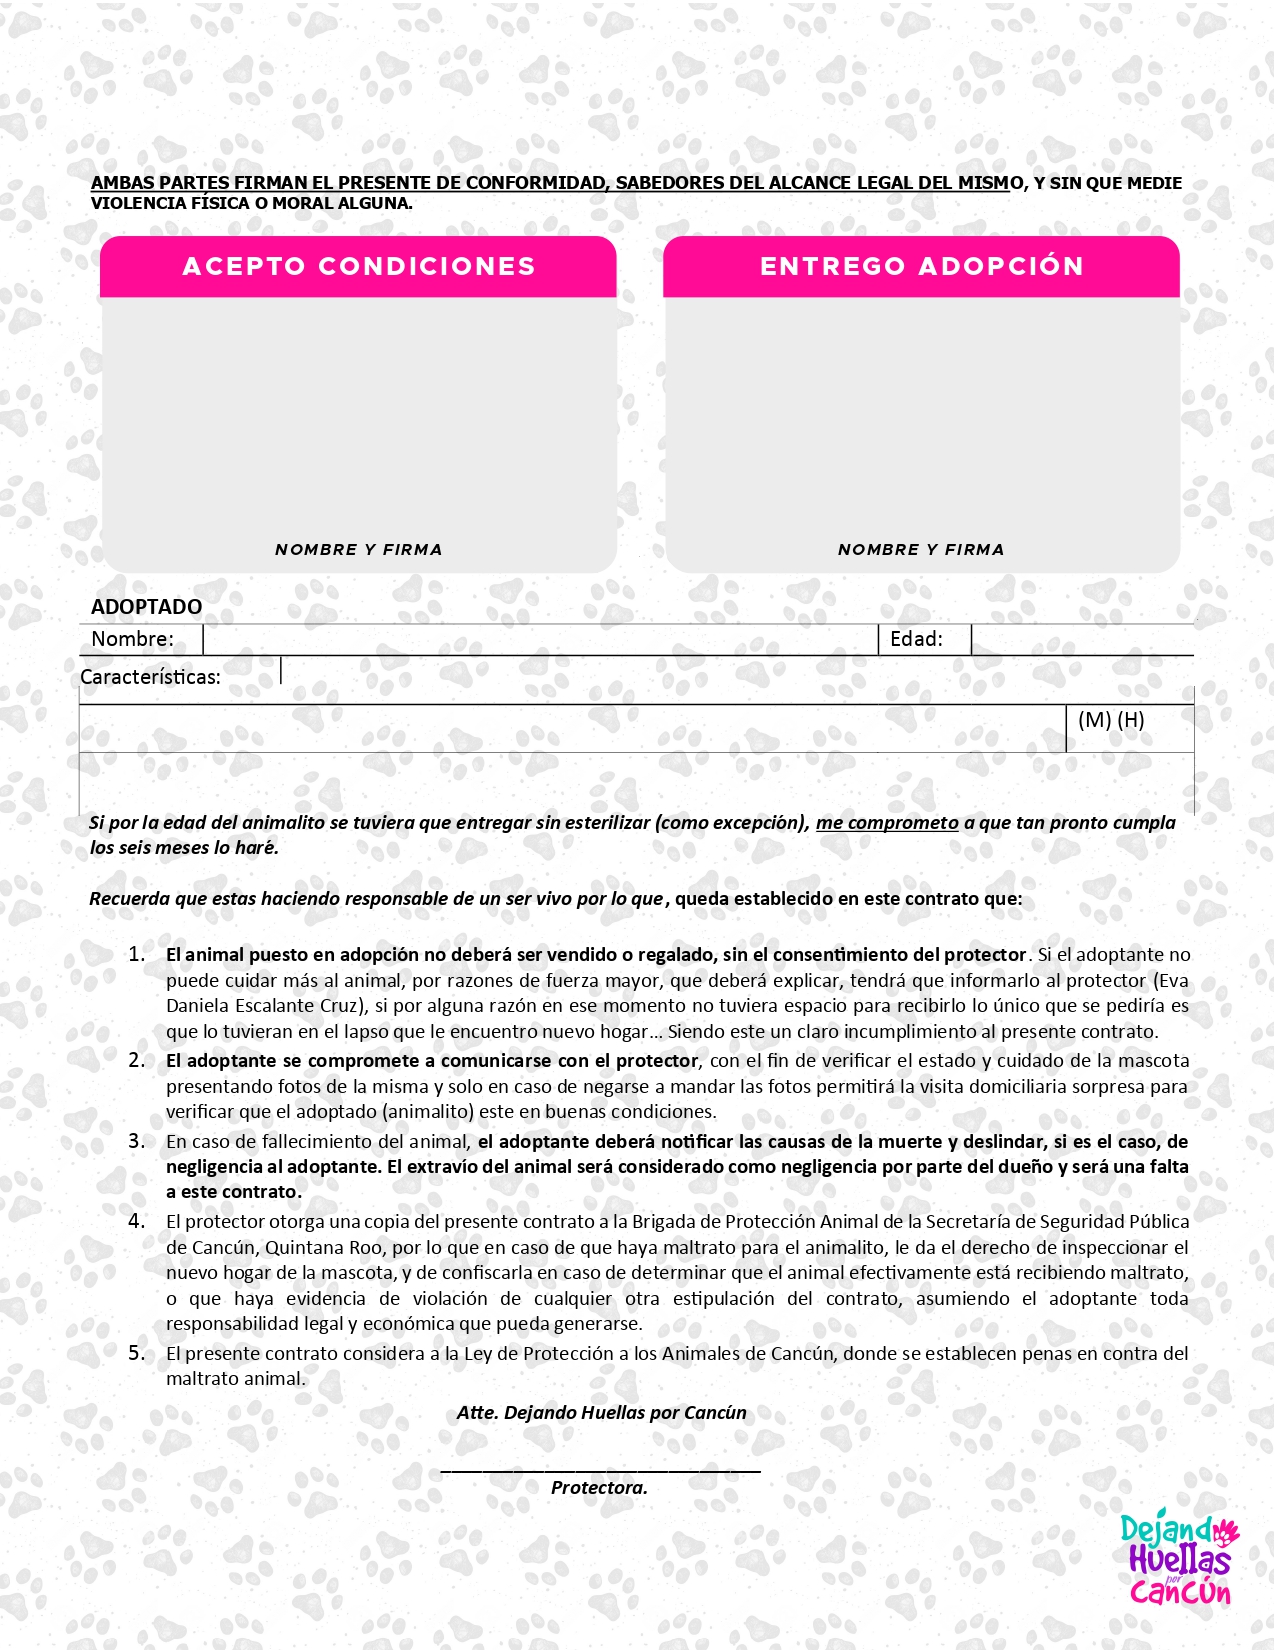 AMBAS PARTES FIRMAN EL PRESENTE DE CONFORMIDAD, SABEDORES DEL ALCANCE LEGAL DEL MISMO, Y SIN QUE MEDIE
VIOLENCIA FÍSICA O MORAL ALGUNA.
ACEPTO CONDICIONES
ENTREGO ADOPCIÓN
NOMBRE Y FIRMA
NOMBRE Y FIRMA
ADOPTADO
Nombre:
Edad:
Características:
(M) (H)
Si por la edad del animalito se tuviera que entregar sin esterilizar (como excepción), me comprometo a que tan pronto cumpla
los seis meses lo haré.
Recuerda que estas haciendo responsable de un ser vivo por lo que, queda establecido en este contrato que:
1. El animal puesto en adopción no deberá ser vendido o regalado, sin el consentimiento del protector. Si el adoptante no
puede cuidar más al animal, por razones de fuerza mayor, que deberá explicar, tendrá que informarlo al protector (Eva
Daniela Escalante Cruz), si por alguna razón en ese momento no tuviera espacio para recibirlo lo único que se pediría es
que lo tuvieran en el lapso que le encuentro nuevo hogar... Siendo este un claro incumplimiento al presente contrato.
2. El adoptante se compromete a comunicarse con el protector, con el fin de verificar el estado y cuidado de la mascota
presentando fotos de la misma y solo en caso de negarse a mandar las fotos permitirá la visita domiciliaria sorpresa para
verificar que el adoptado (animalito) este en buenas condiciones.
3. En caso de fallecimiento del animal, el adoptante deberá notificar las causas de la muerte y deslindar, si es el caso, de
negligencia al adoptante. El extravío del animal será considerado como negligencia por parte del dueño y será una falta
a este contrato.
4. El protector otorga una copia del presente contrato a la Brigada de Protección Animal de la Secretaría de Seguridad Pública
de Cancún, Quintana Roo, por lo que en caso de que haya maltrato para el animalito, le da el derecho de inspeccionar el
nuevo hogar de la mascota, y de confiscarla en caso de determinar que el animal efectivamente está recibiendo maltrato,
o que haya evidencia de violación de cualquier otra estipulación del contrato, asumiendo el adoptante toda
responsabilidad legal y económica que pueda generarse.
5. El presente contrato considera a la Ley de Protección a los Animales de Cancún, donde se establecen penas en contra del
maltrato animal.
Atte. Dejando Huellas por Cancún
Protectora.
Dejando
Huellas
por
Cancún